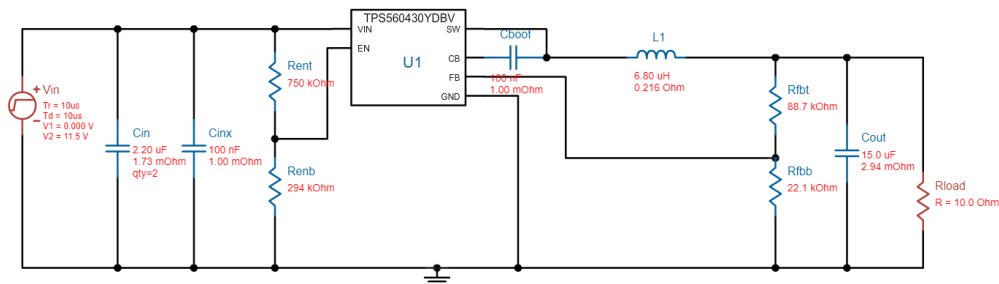 TPS560430YDBV
VIN
SW
EN
CB
FB
GND
U1
Cboot
100 nF
1.00 mOhm
L1
6.80 uH
0.216 Ohm
Rent
750 kOhm
Vin
Tr = 10us
Td = 10us
V1 = 0.000 V
V2 = 11.5 V
Cin
2.20 uF
1.73 mOhm
qty=2
Cinx
100 nF
1.00 mOhm
Renb
294 kOhm
Rfbt
88.7 kOhm
Cout
15.0 uF
2.94 mOhm
Rfbb
22.1 kOhm
Rload
R = 10.0 Ohm